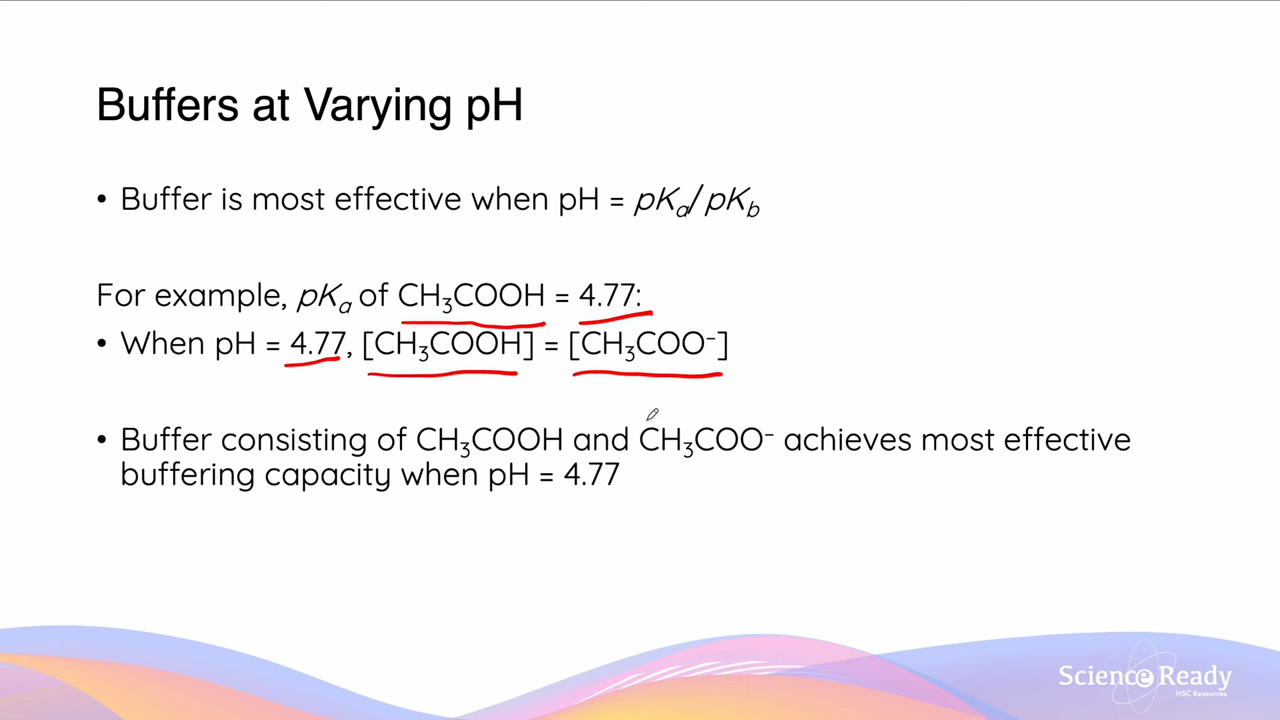 Buffers at Varying pH
• Buffer is most effective when pH = pKₐ/pK_b
For example, pKₐ of CH₃COOH = 4.77:
• When pH = 4.77, [CH₃COOH] = [CH₃COO⁻]
• Buffer consisting of CH₃COOH and CH₃COO⁻ achieves most effective
buffering capacity when pH = 4.77
Science Ready
HSC Resources